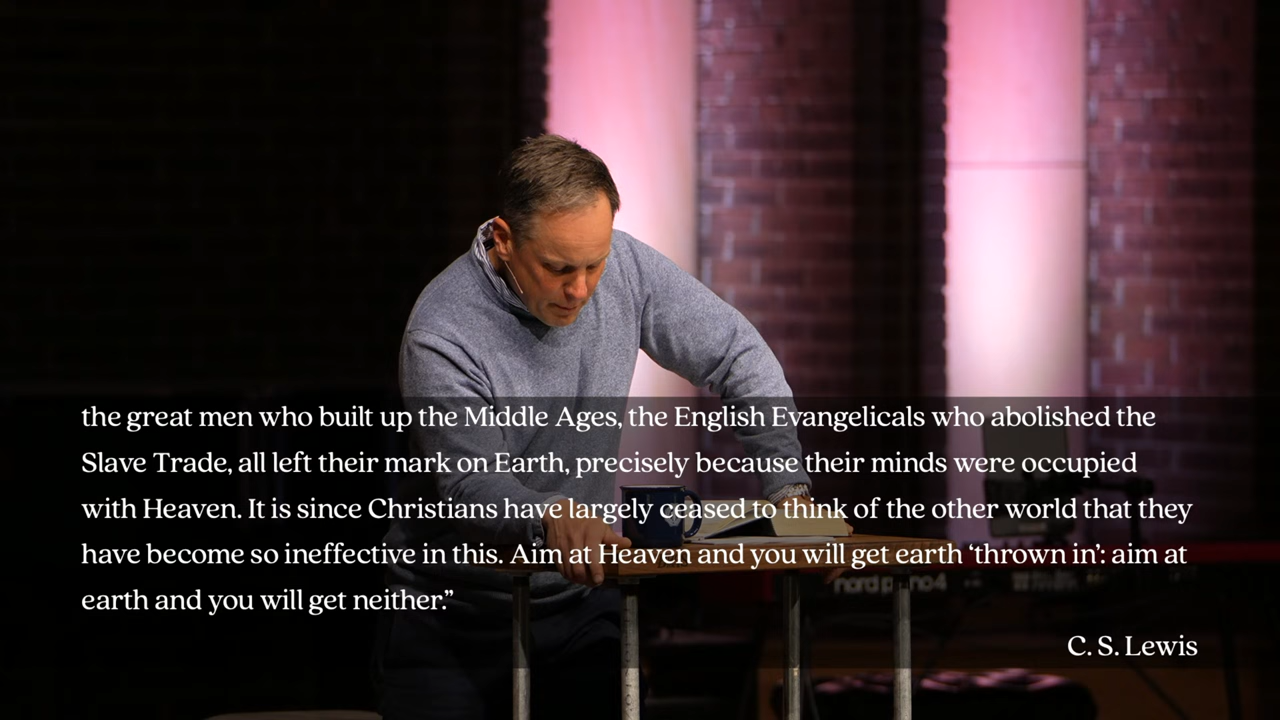 the great men who built up the Middle Ages, the English Evangelicals who abolished the
Slave Trade, all left their mark on Earth, precisely because their minds were occupied
with Heaven. It is since Christians have largely ceased to think of the other world that they
have become so ineffective in this. Aim at Heaven and you will get earth ‘thrown in’: aim at
earth and you will get neither.”
nord piano4
C. S. Lewis